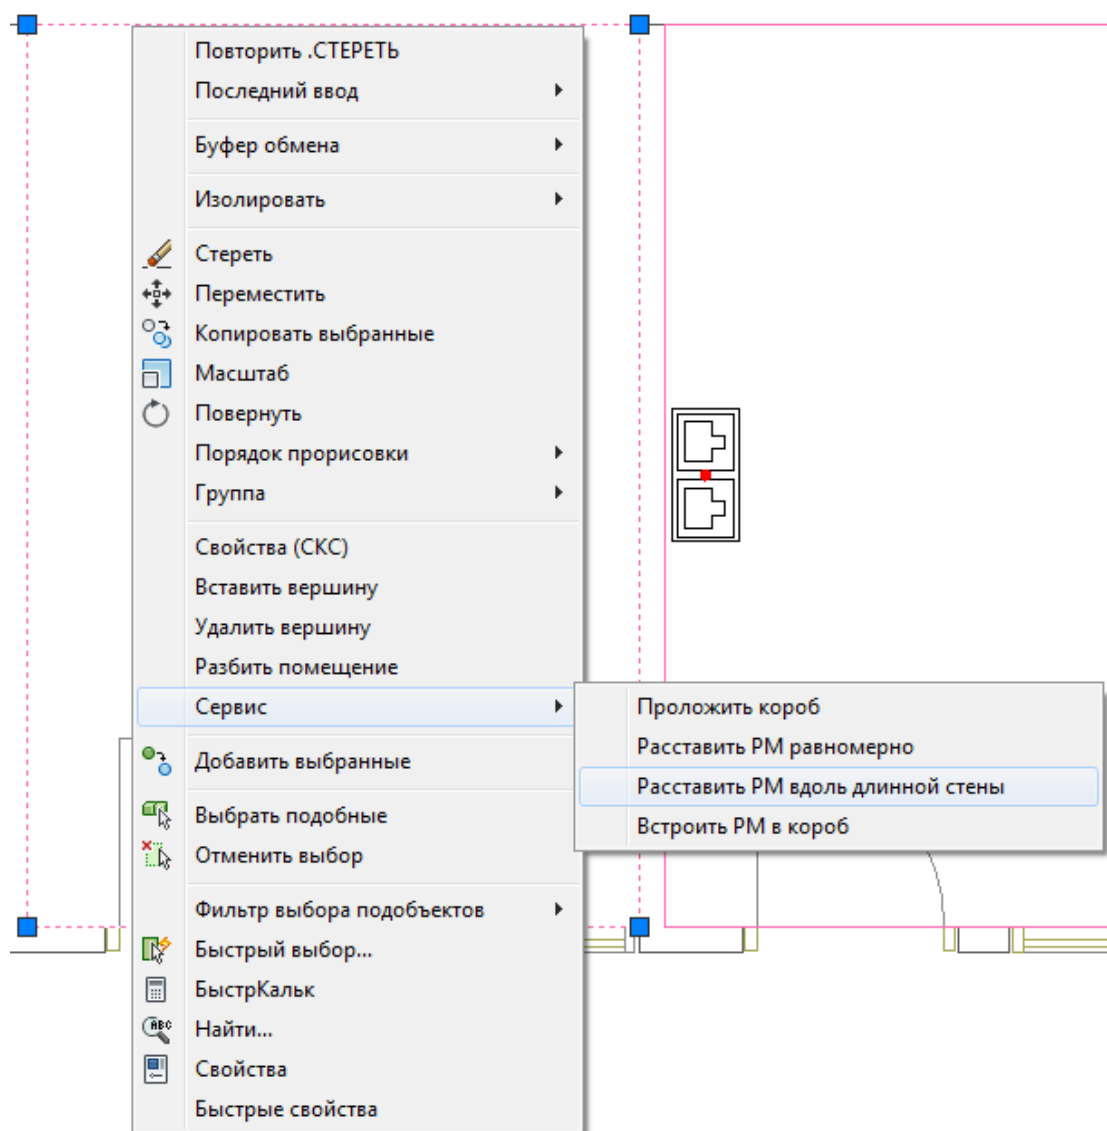 Повторить .СТЕРЕТЬ
Последний ввод
Буфер обмена
Изолировать
Стереть
Переместить
Копировать выбранные
Масштаб
Повернуть
Порядок прорисовки
Группа
Свойства (СКС)
Вставить вершину
Удалить вершину
Разбить помещение
Сервис
Проложить короб
Расставить РМ равномерно
Расставить РМ вдоль длинной стены
Встроить РМ в короб
Добавить выбранные
Выбрать подобные
Отменить выбор
Фильтр выбора подобъектов
Быстрый выбор...
БыстрКальк
Найти...
Свойства
Быстрые свойства